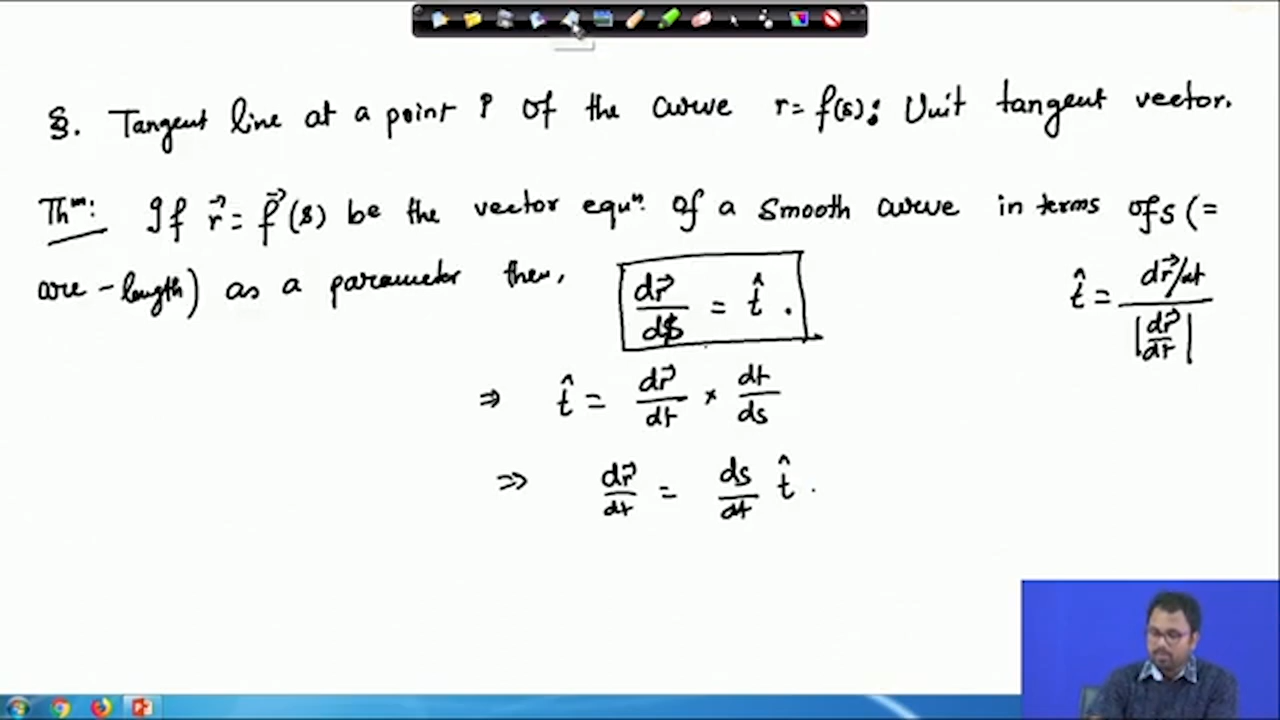 §. Tangent line at a point P of the curve r = f(s): Unit tangent vector.
Thᵐ: If r⃗ = f⃗(s) be the vector equⁿ. of a smooth curve in terms of s (=
arc-length) as a parameter then,
dr⃗/ds = t̂.
t̂ = (dr⃗/dt)/|dr⃗/dt|
⇒ t̂ = dr⃗/dt × dt/ds
⇒ dr⃗/dt = ds/dt t̂.